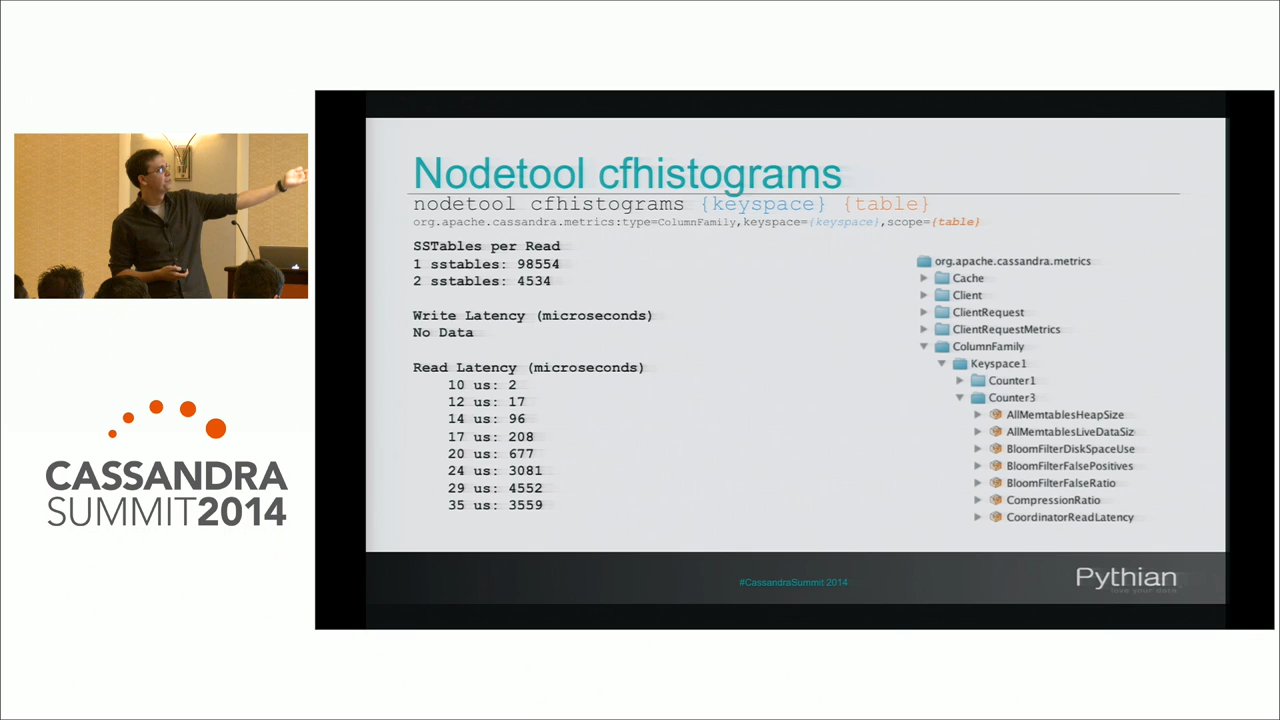 Nodetool cfhistograms
nodetool cfhistograms {keyspace} {table}
org.apache.cassandra.metrics:type=ColumnFamily,keyspace={keyspace},scope={table}
SSTables per Read
1 sstables: 98554
2 sstables: 4534
Write Latency (microseconds)
No Data
Read Latency (microseconds)
10 us: 2
12 us: 17
14 us: 96
17 us: 208
20 us: 677
24 us: 3081
29 us: 4552
35 us: 3559
org.apache.cassandra.metrics
Cache
Client
ClientRequest
ClientRequestMetrics
ColumnFamily
Keyspace1
Counter1
Counter3
AllMemtablesHeapSize
AllMemtablesLiveDataSiz
BloomFilterDiskSpaceUse
BloomFilterFalsePositives
BloomFilterFalseRatio
CompressionRatio
CoordinatorReadLatency
#CassandraSummit 2014
Pythian
love your data
CASSANDRA
SUMMIT2014